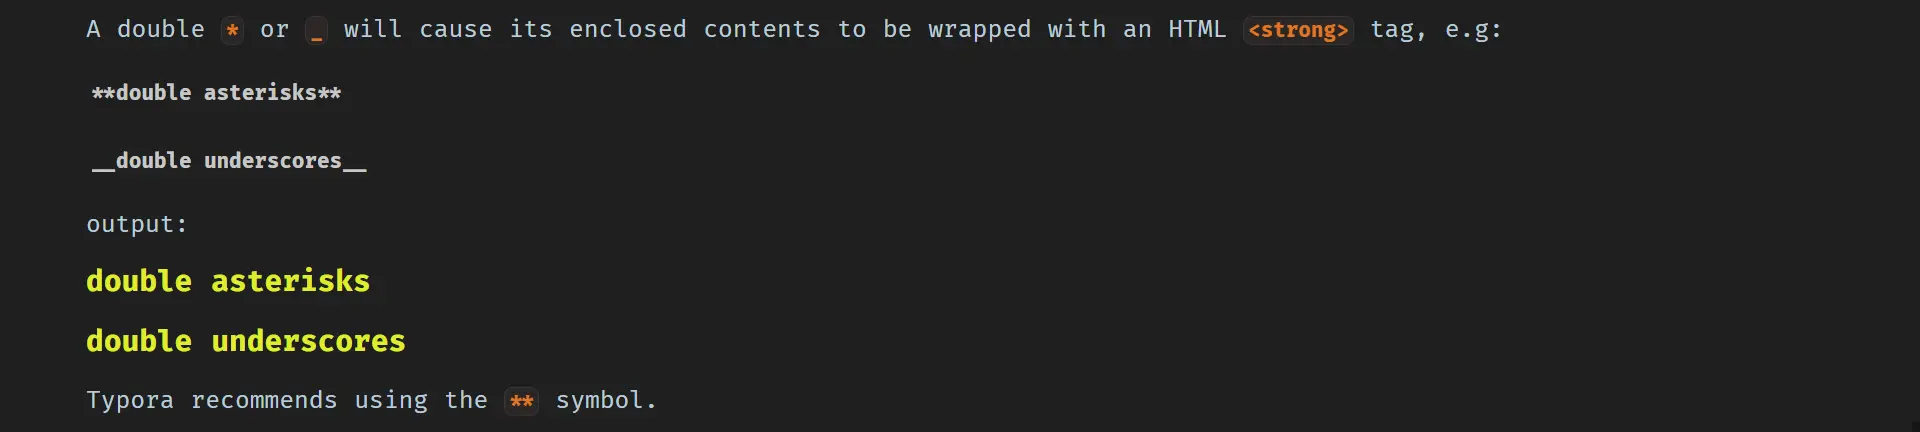 A double * or _ will cause its enclosed contents to be wrapped with an HTML <strong> tag, e.g:
**double asterisks**
__double underscores__
output:
double asterisks
double underscores
Typora recommends using the ** symbol.